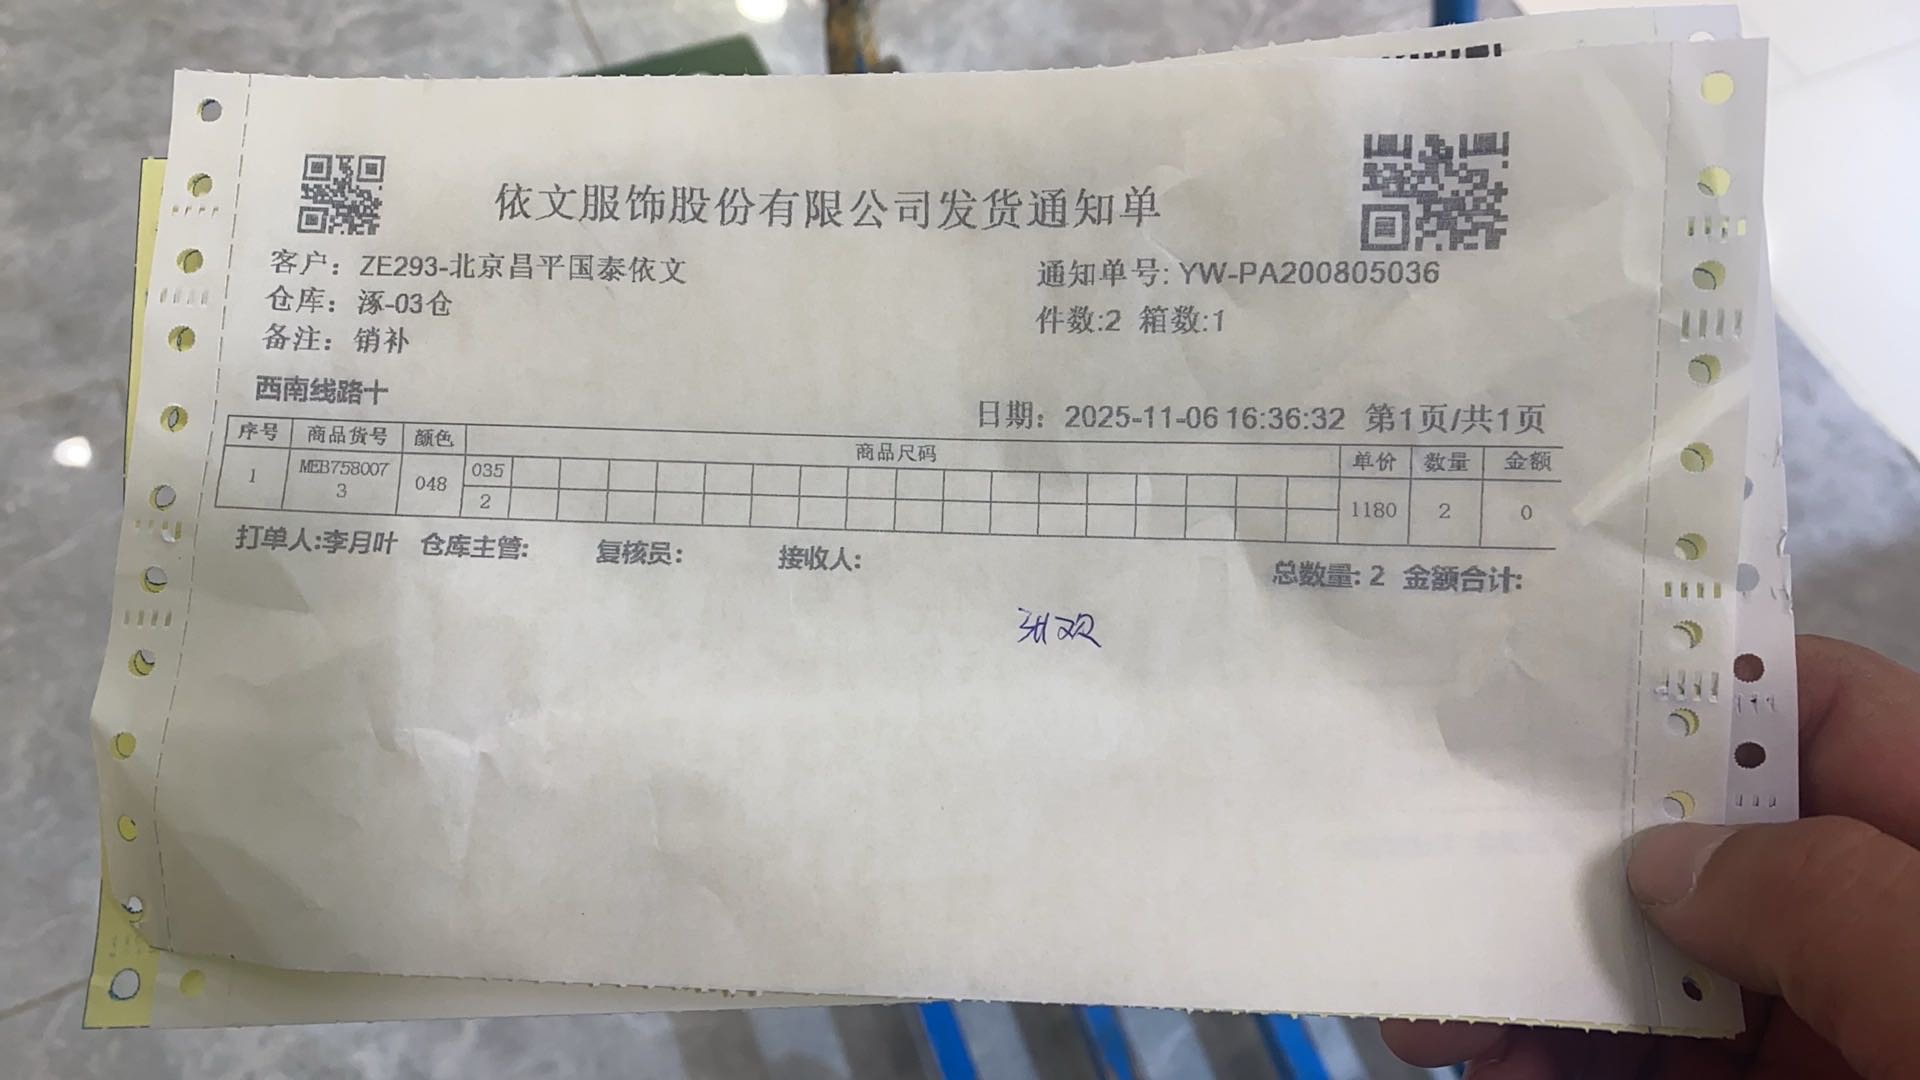 依文服饰股份有限公司发货通知单
客户：ZE293-北京昌平国泰依文
通知单号: YW-PA200805036
仓库：涿-03仓
件数:2 箱数:1
备注：销补
西南线路十
日期：2025-11-06 16:36:32 第1页/共1页
序号 商品货号 颜色 商品尺码 单价 数量 金额
1 MEB7580073 048 035 1180 2 0
2
打单人:李月叶 仓库主管: 复核员: 接收人: 总数量: 2 金额合计:
张欢